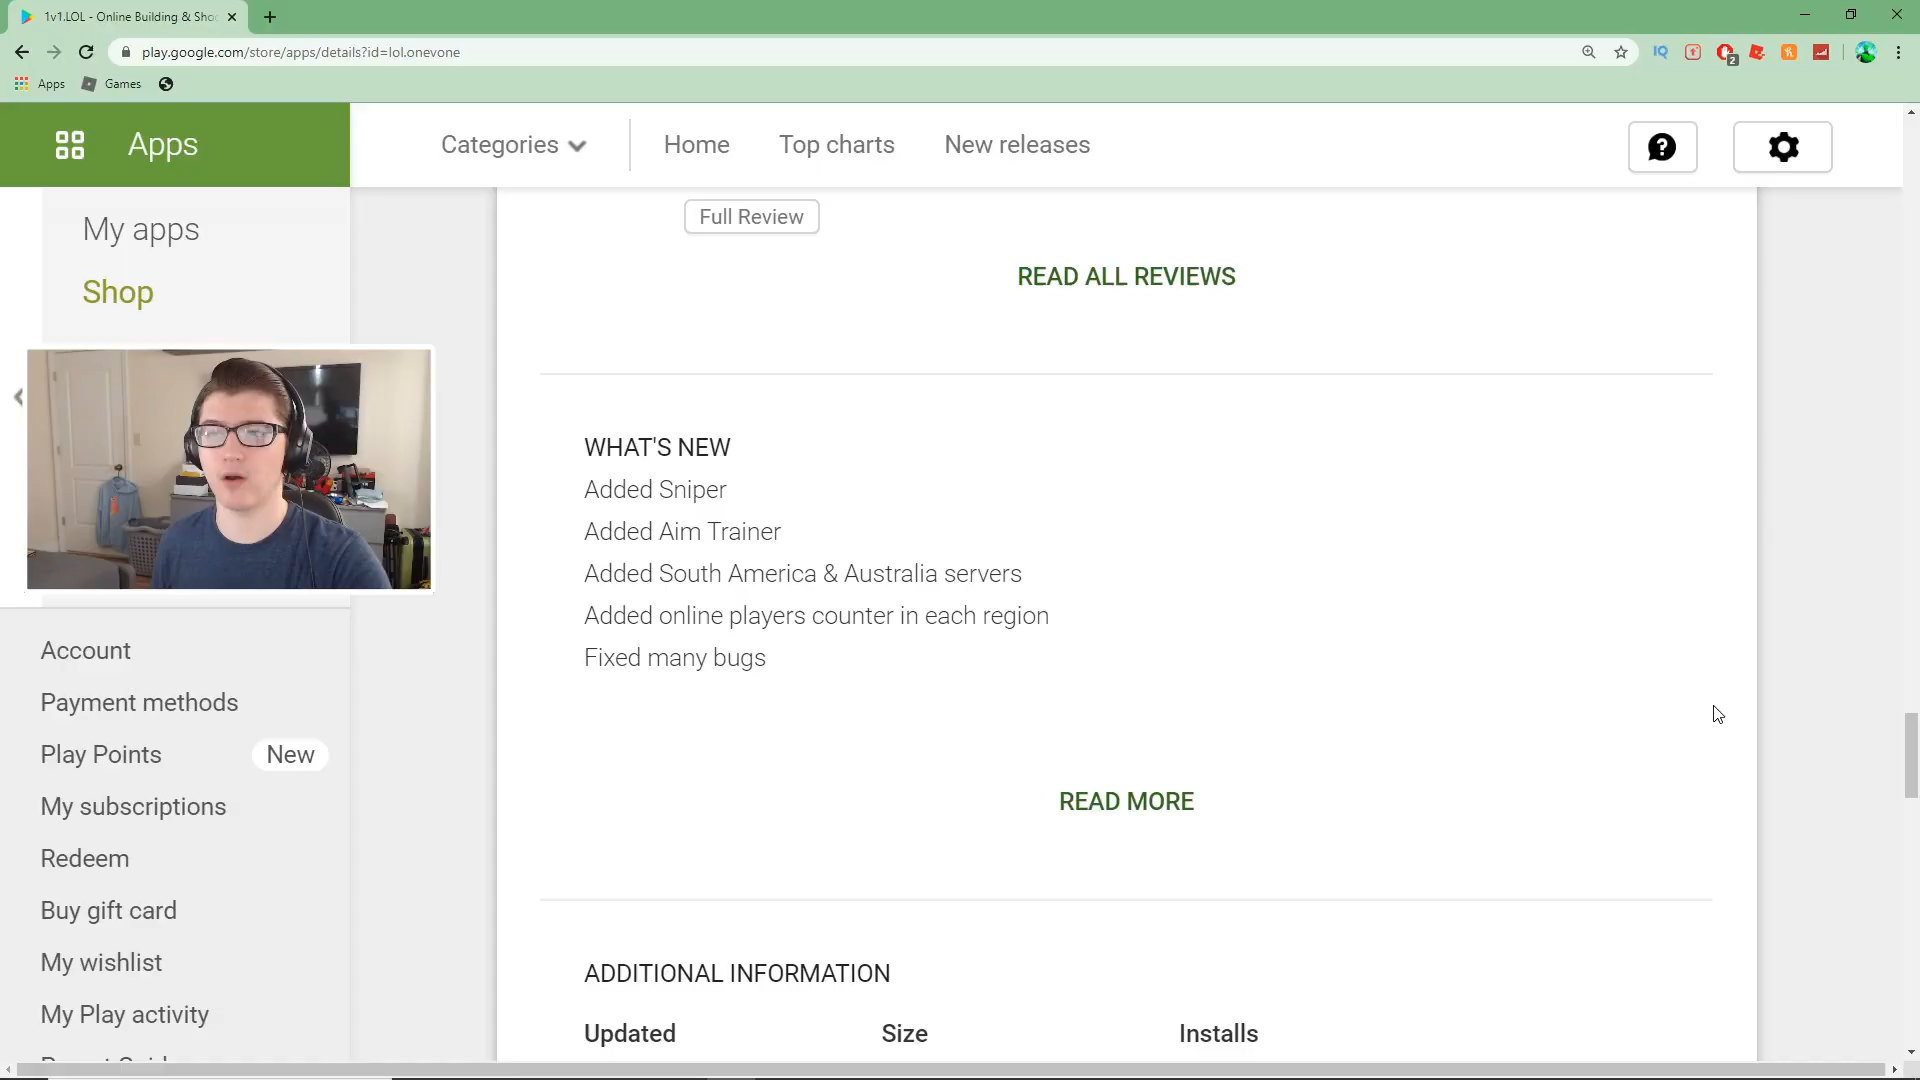 1v1.LOL - Online Building & Shoo
play.google.com/store/apps/details?id=lol.onevone
IQ
2
Apps
Games
Apps
Categories
Home
Top charts
New releases
My apps
Shop
Full Review
READ ALL REVIEWS
WHAT'S NEW
Added Sniper
Added Aim Trainer
Added South America & Australia servers
Added online players counter in each region
Fixed many bugs
READ MORE
Account
Payment methods
Play Points
New
My subscriptions
Redeem
Buy gift card
My wishlist
My Play activity
ADDITIONAL INFORMATION
Updated
Size
Installs